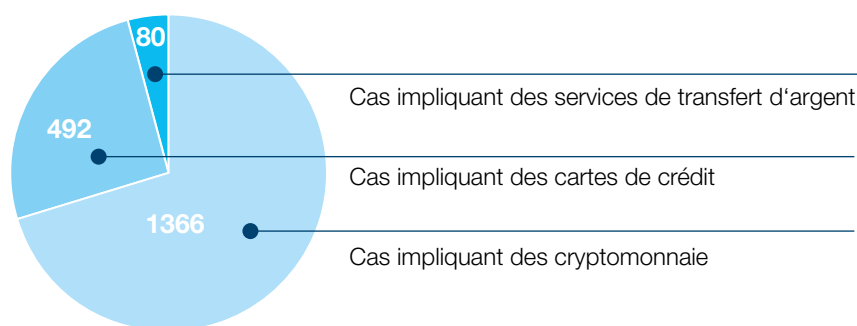 80
Cas impliquant des services de transfert d‘argent
492
Cas impliquant des cartes de crédit
1366
Cas impliquant des cryptomonnaie